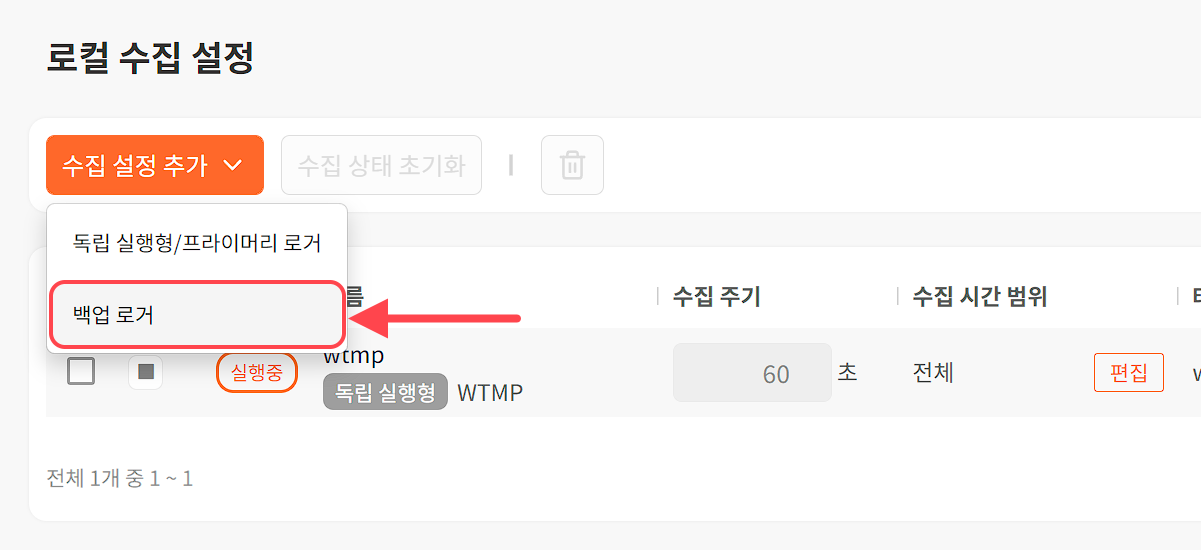 로컬 수집 설정
수집 설정 추가
수집 상태 초기화
독립 실행형/프라이머리 로거
백업 로거
름
수집 주기
수집 시간 범위
실행중
wtmp
독립 실행형 WTMP
60 초
전체
편집
전체 1개 중 1 ~ 1